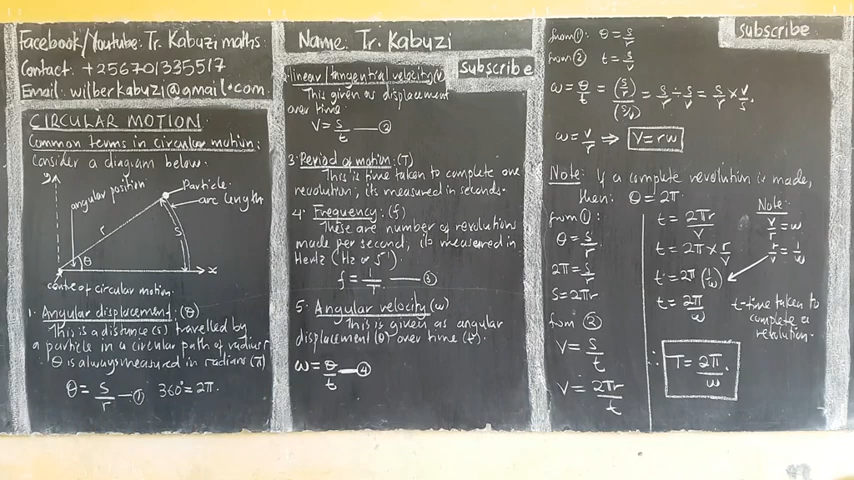 Facebook/Youtube: Tr. Kabuzi maths.
Contact: +256701335517
Email: wilberkabuzi@gmail.com
CIRCULAR MOTION.
Common terms in circular motion:
Consider a diagram below.
y
angular position
Particle.
arc length
r
S
θ
x
centre of circular motion.
1. Angular displacement: (θ)
This is a distance (s) travelled by
a particle in a circular path of radius r
θ is always measured in radians (π)
θ = S/r —① 360° = 2π.
Name: Tr. Kabuzi
subscribe
linear/tangential velocity (v)
This given as displacement
over time.
V = S/t —②
3. Period of motion: (T)
This is time taken to complete one
revolution; its measured in seconds.
4. Frequency: (f)
These are number of revolutions
made per second, its measured in
Hertz (Hz or s⁻¹)
f = 1/T. —③
5. Angular velocity (ω)
This is given as angular
displacement (θ) over time (t).
ω = θ/t —④
subscribe
from ①: θ = s/r
from ②: t = s/v
ω = θ/t = (s/r)/(s/v) = s/r ÷ s/v = s/r × v/s.
ω = v/r ⇒ V = rω
Note: If a complete revolution is made,
then: θ = 2π.
from ①:
θ = s/r
2π = s/r
s = 2πr
from ②
V = s/t
V = 2πr/t
t = 2πr/v
t = 2π × r/v
t = 2π (1/ω)
t = 2π/ω
∴ T = 2π/ω.
Note:
v/r = ω
r/v = 1/ω
t-time taken to
complete a
revolution.